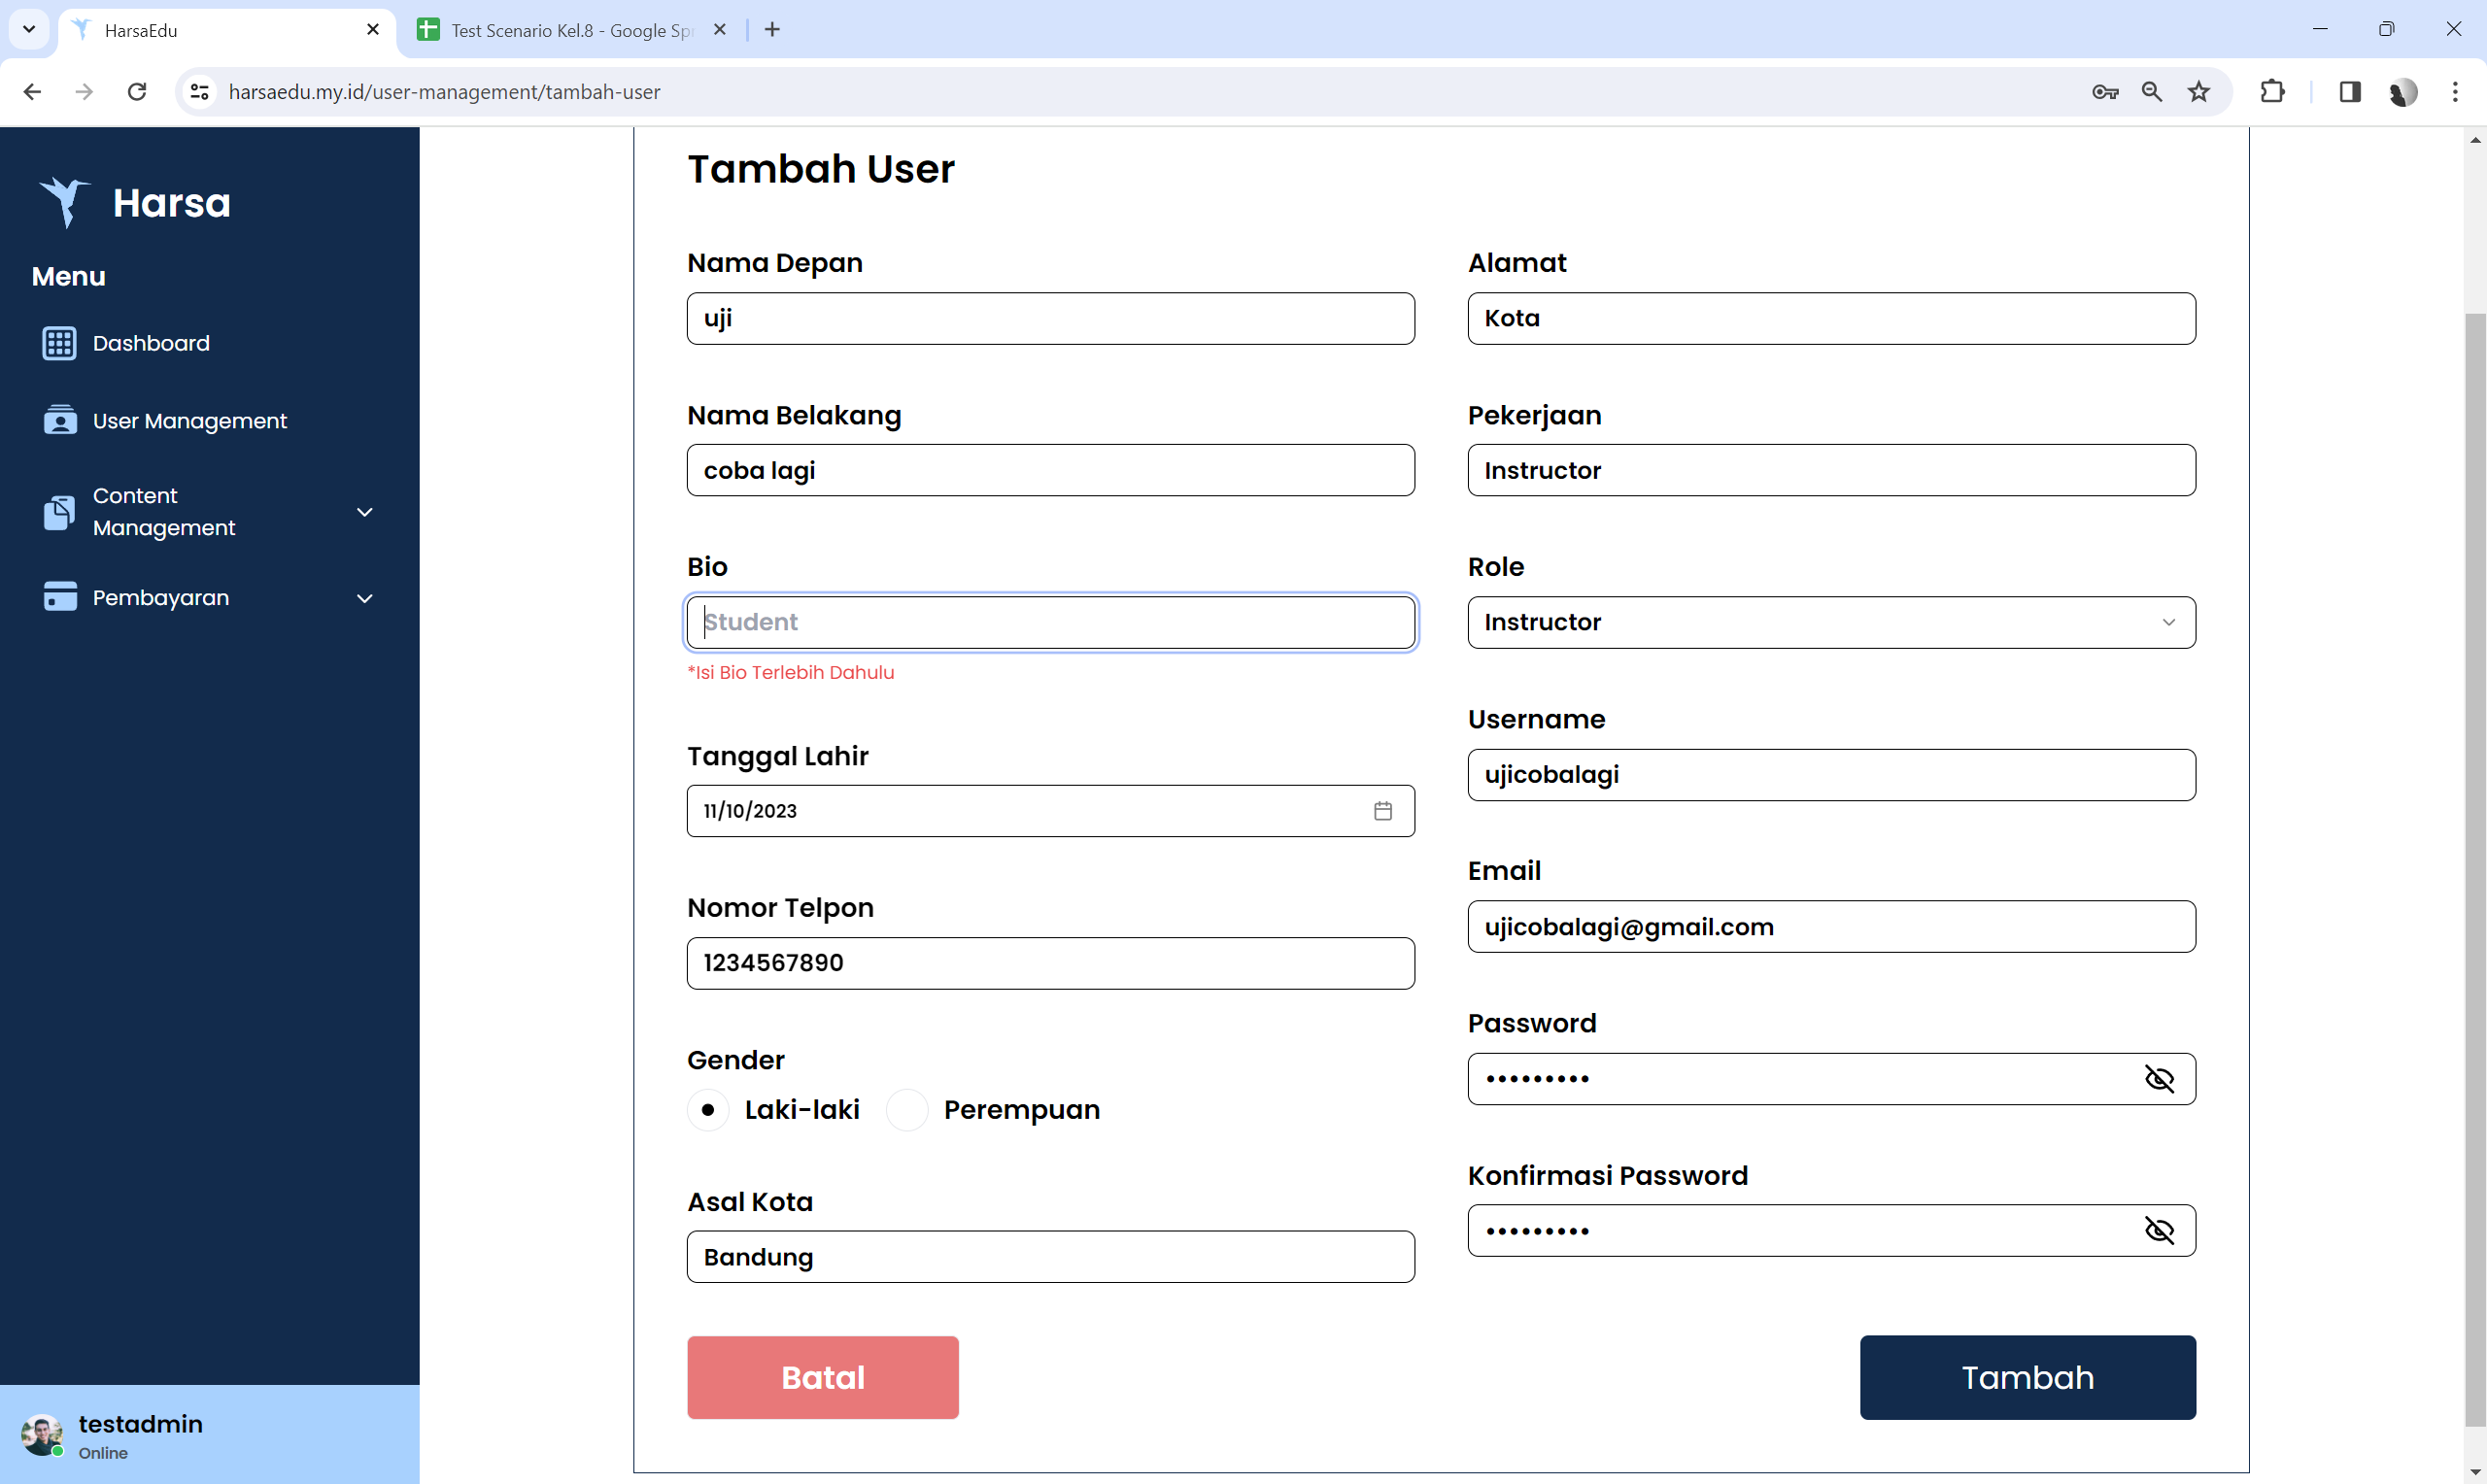 HarsaEdu
Test Scenario Kel.8 - Google Spr
harsaedu.my.id/user-management/tambah-user
Harsa
Menu
Dashboard
User Management
Content
Management
Pembayaran
testadmin
Online
Tambah User
Nama Depan
uji
Nama Belakang
coba lagi
Bio
Student
*Isi Bio Terlebih Dahulu
Tanggal Lahir
11/10/2023
Nomor Telpon
1234567890
Gender
Laki-laki
Perempuan
Asal Kota
Bandung
Alamat
Kota
Pekerjaan
Instructor
Role
Instructor
Username
ujicobalagi
Email
ujicobalagi@gmail.com
Password
•••••••••
Konfirmasi Password
•••••••••
Batal
Tambah